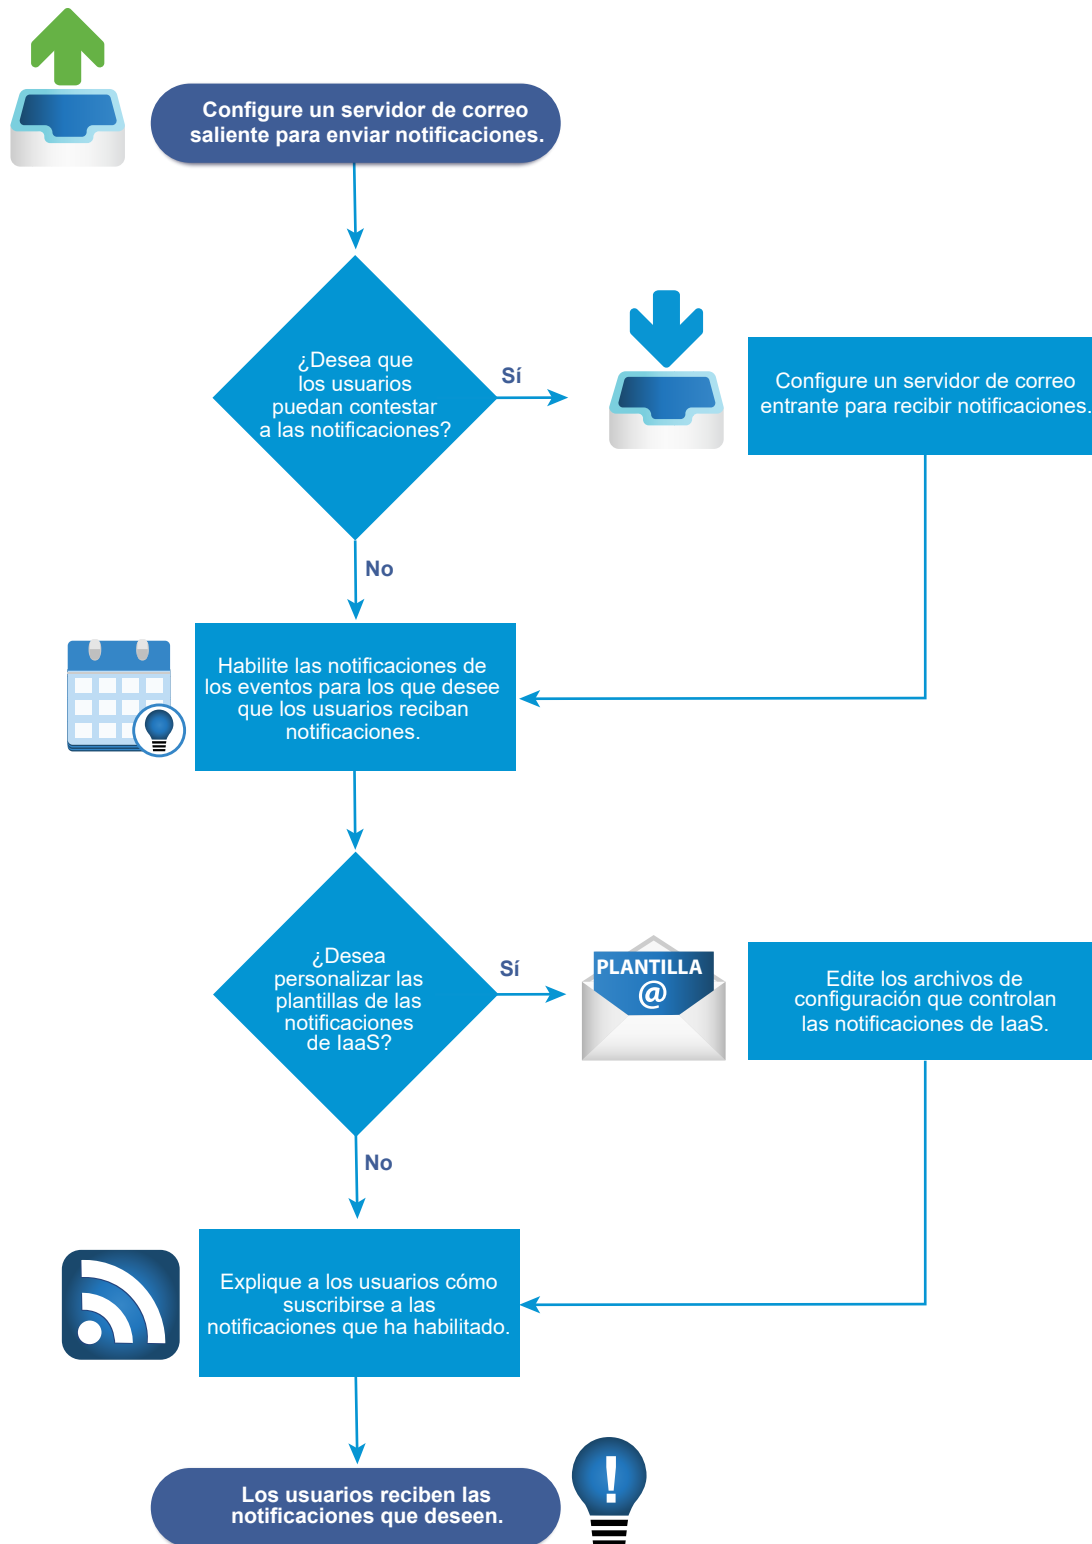 Configure un servidor de correo
saliente para enviar notificaciones.
¿Desea que
los usuarios
puedan contestar
a las notificaciones?
Sí
Configure un servidor de correo
entrante para recibir notificaciones.
No
Habilite las notificaciones de
los eventos para los que desee
que los usuarios reciban
notificaciones.
¿Desea
personalizar las
plantillas de las
notificaciones
de IaaS?
Sí
PLANTILLA
@
Edite los archivos de
configuración que controlan
las notificaciones de IaaS.
No
Explique a los usuarios cómo
suscribirse a las
notificaciones que ha habilitado.
Los usuarios reciben las
notificaciones que deseen.
!